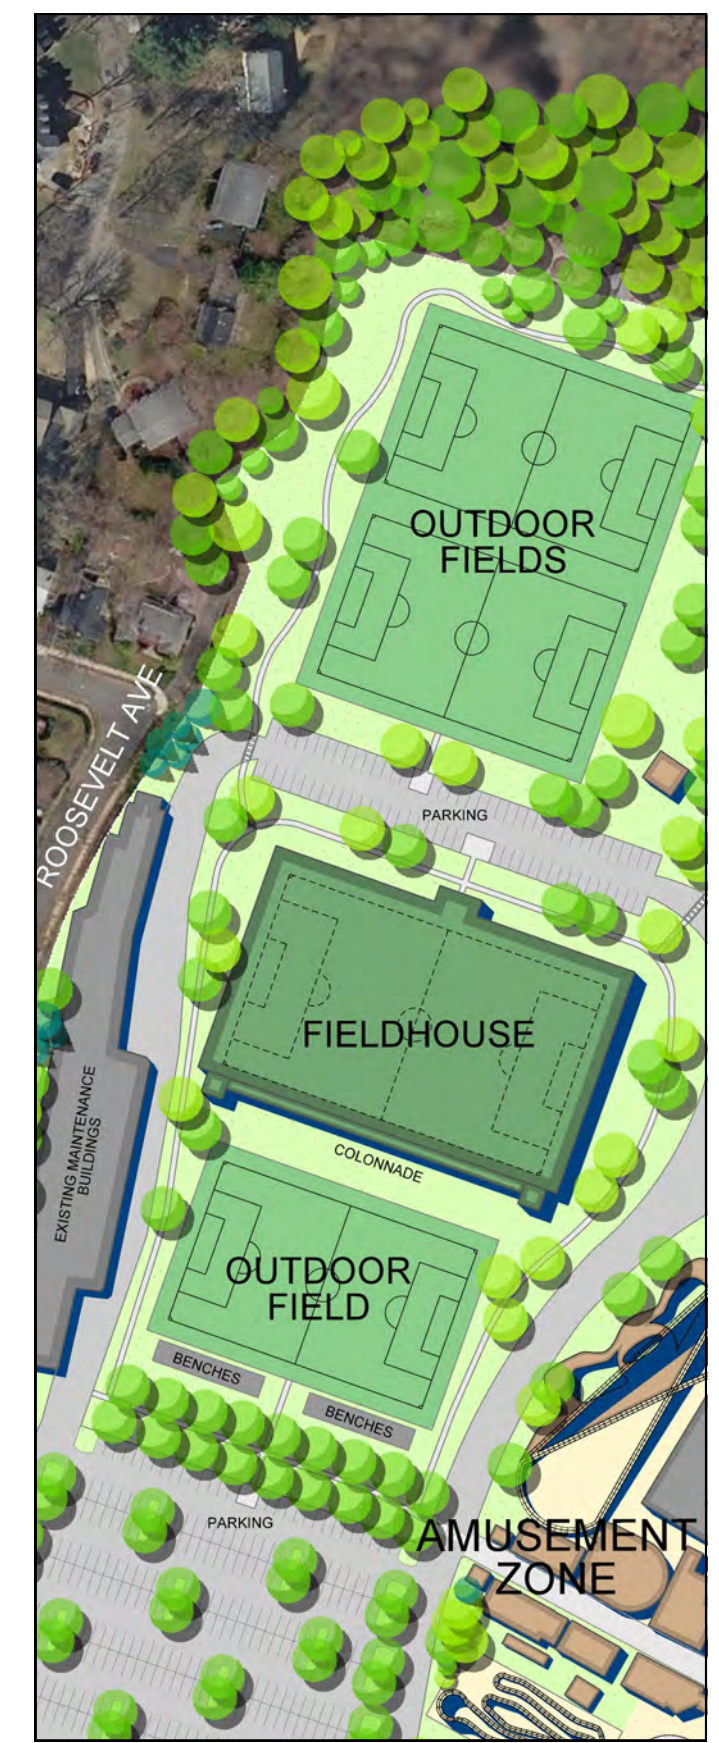 OUTDOOR
FIELDS
ROOSEVELT AVE
PARKING
FIELDHOUSE
EXISTING MAINTENANCE
BUILDINGS
COLONNADE
OUTDOOR
FIELD
BENCHES
BENCHES
PARKING
AMUSEMENT
ZONE